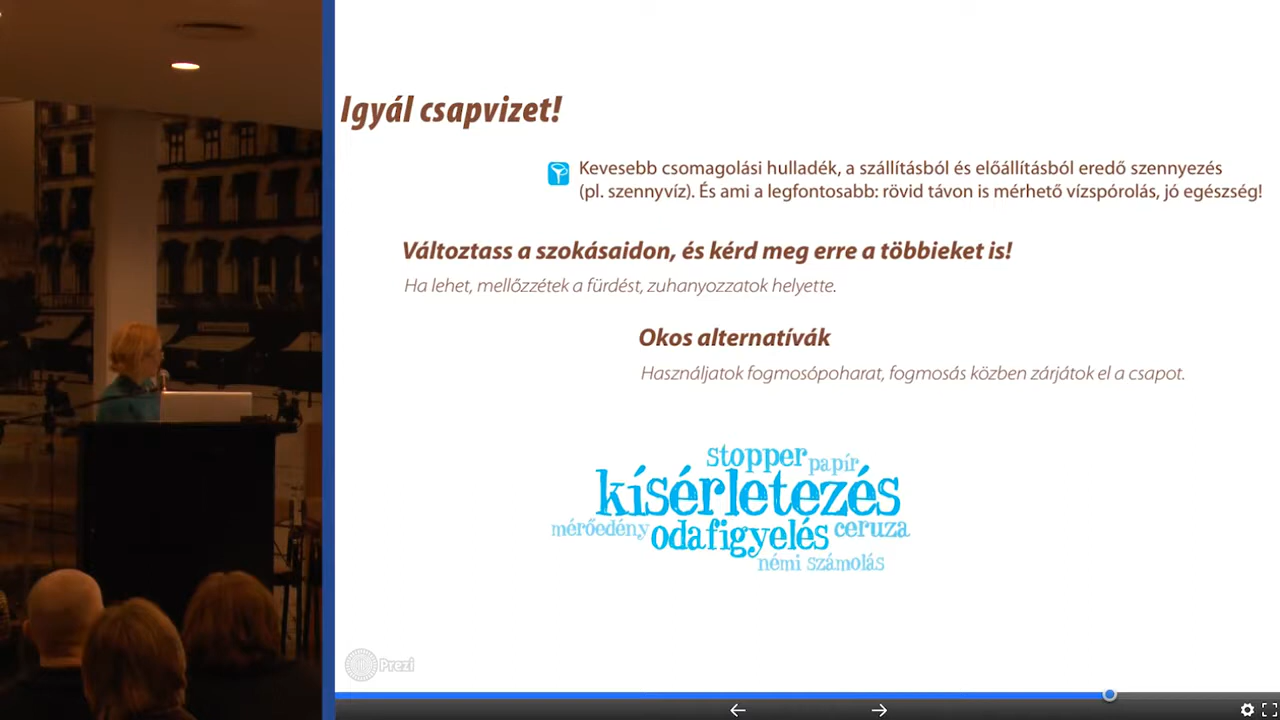 Igyál csapvizet!
Kevesebb csomagolási hulladék, a szállításból és előállításból eredő szennyezés
(pl. szennyvíz). És ami a legfontosabb: rövid távon is mérhető vízspórolás, jó egészség!
Változtass a szokásaidon, és kérd meg erre a többieket is!
Ha lehet, mellőzzétek a fürdést, zuhanyozzatok helyette.
Okos alternatívák
Használjatok fogmosópoharat, fogmosás közben zárjátok el a csapot.
stopper papír
kísérletezés
mérőedény odafigyelés ceruza
némi számolás
Prezi